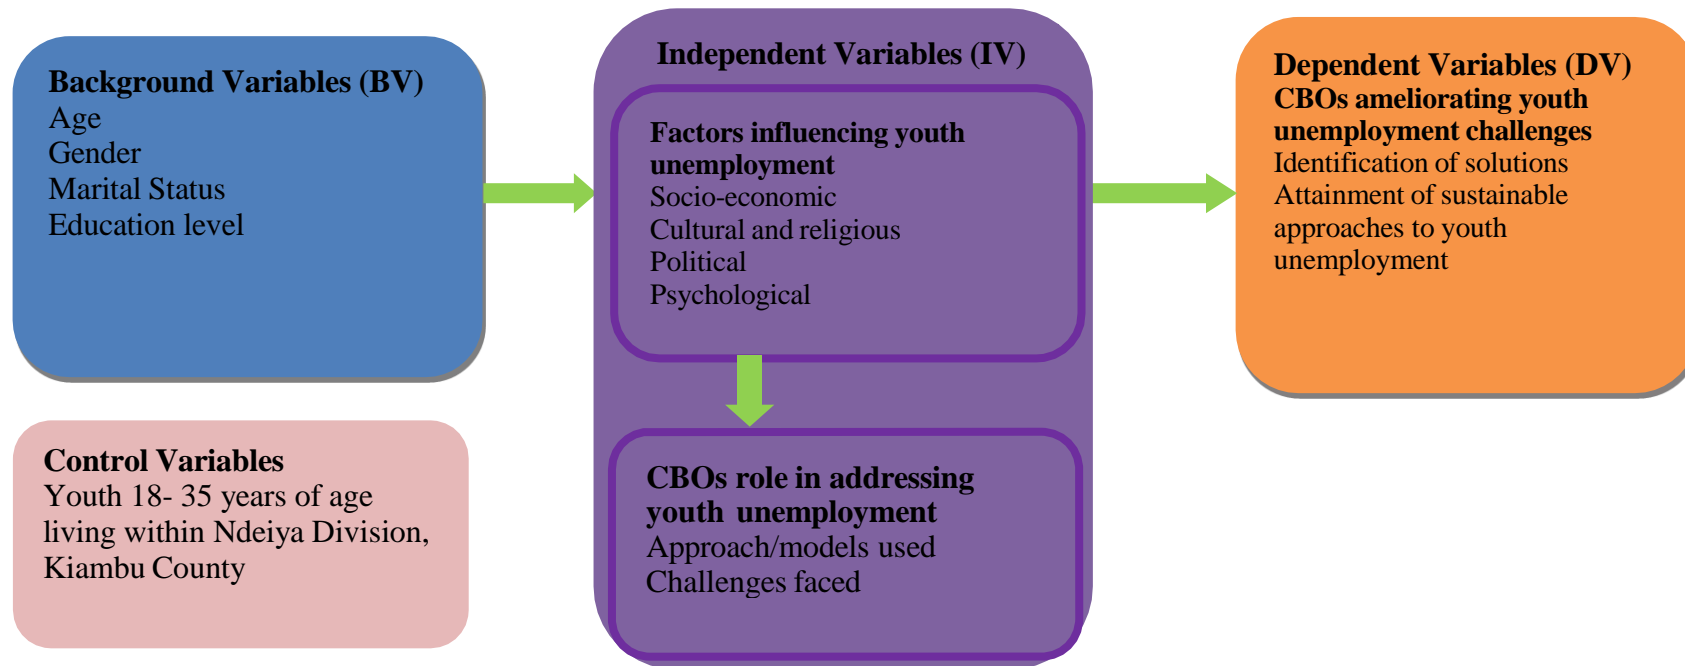 Background Variables (BV)
Age
Gender
Marital Status
Education level
Control Variables
Youth 18- 35 years of age
living within Ndeiya Division,
Kiambu County
Independent Variables (IV)
Factors influencing youth
unemployment
Socio-economic
Cultural and religious
Political
Psychological
CBOs role in addressing
youth unemployment
Approach/models used
Challenges faced
Dependent Variables (DV)
CBOs ameliorating youth
unemployment challenges
Identification of solutions
Attainment of sustainable
approaches to youth
unemployment